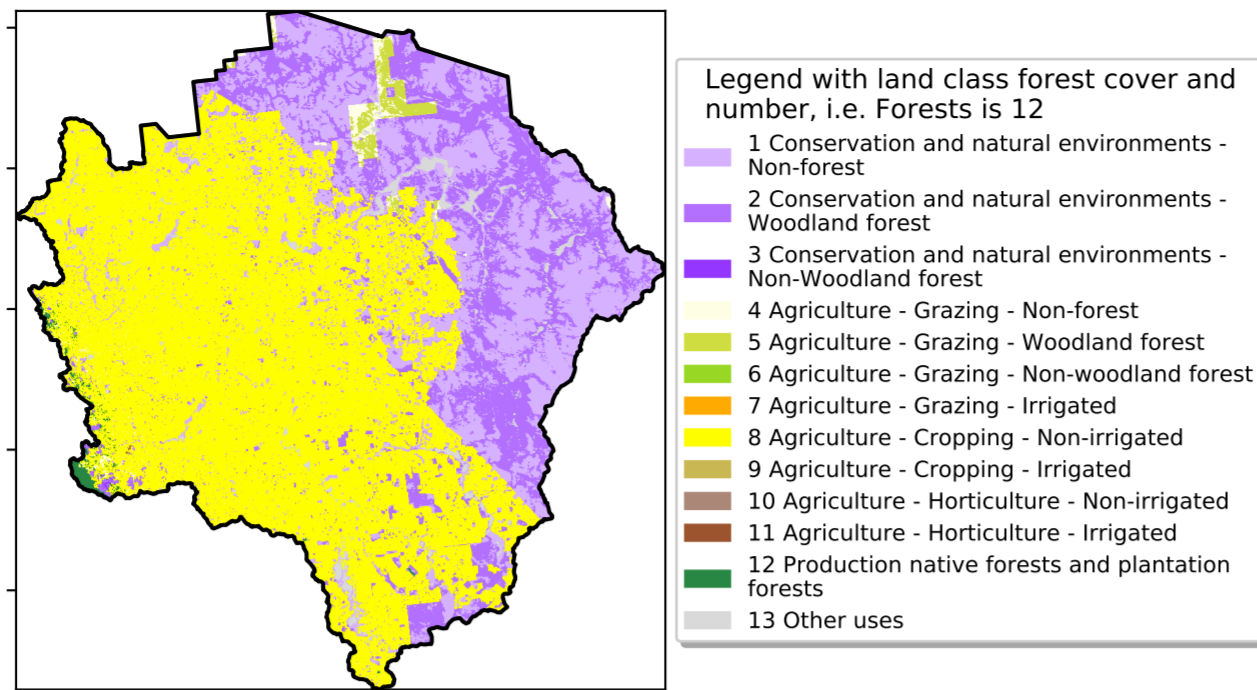 Legend with land class forest cover and
number, i.e. Forests is 12
1 Conservation and natural environments -
Non-forest
2 Conservation and natural environments -
Woodland forest
3 Conservation and natural environments -
Non-Woodland forest
4 Agriculture - Grazing - Non-forest
5 Agriculture - Grazing - Woodland forest
6 Agriculture - Grazing - Non-woodland forest
7 Agriculture - Grazing - Irrigated
8 Agriculture - Cropping - Non-irrigated
9 Agriculture - Cropping - Irrigated
10 Agriculture - Horticulture - Non-irrigated
11 Agriculture - Horticulture - Irrigated
12 Production native forests and plantation
forests
13 Other uses